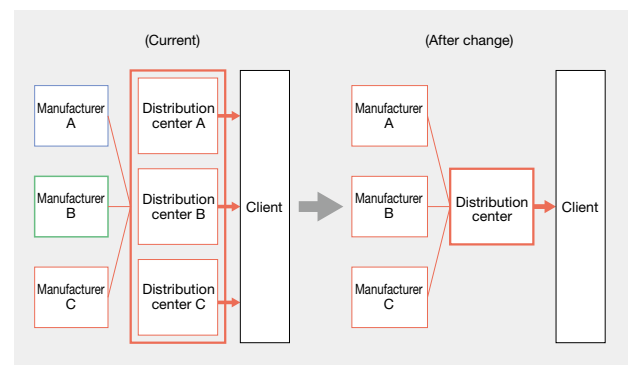 (Current)
(After change)
Manufacturer
A
Distribution
center A
Manufacturer
A
Manufacturer
B
Distribution
center B
Client
Manufacturer
B
Distribution
center
Client
Manufacturer
C
Distribution
center C
Manufacturer
C